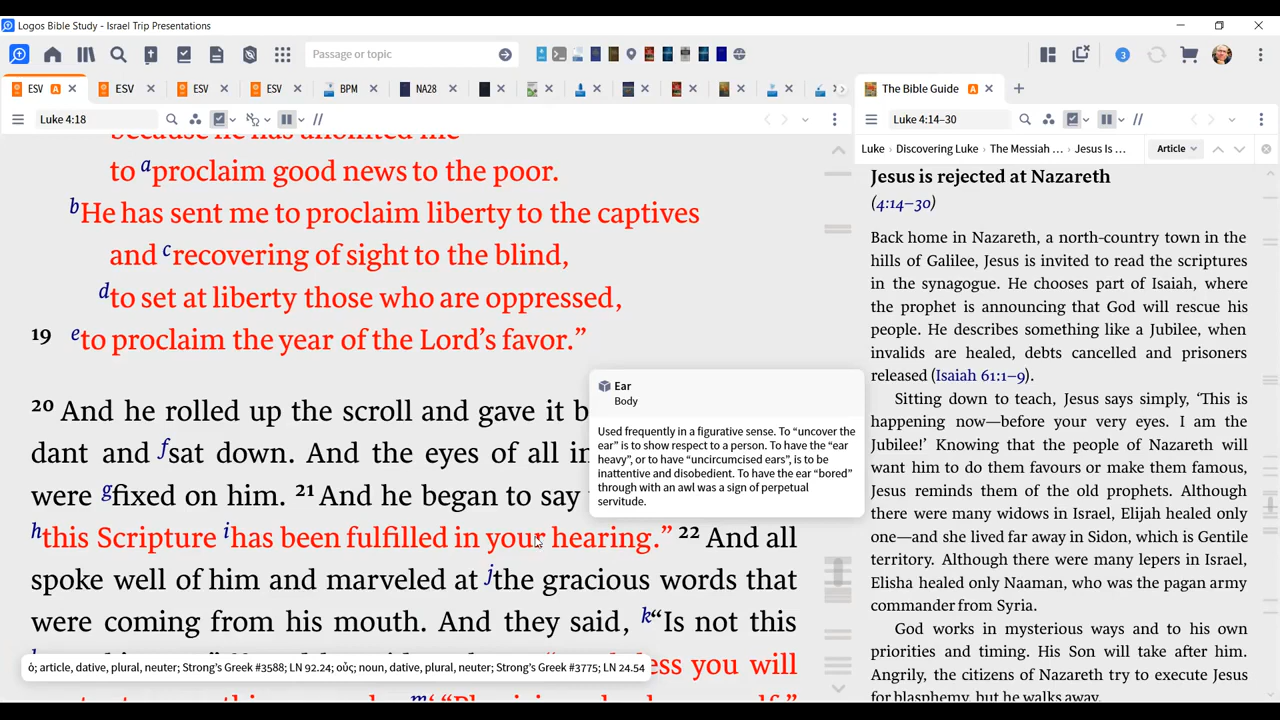 Logos Bible Study - Israel Trip Presentations
Passage or topic
3
ESV A
ESV
ESV
ESV
BPM
NA28
The Bible Guide A
Luke 4:18
Luke 4:14–30
Luke › Discovering Luke › The Messiah ... › Jesus Is ...
Article
because he has anointed me
to aproclaim good news to the poor.
bHe has sent me to proclaim liberty to the captives
and crecovering of sight to the blind,
dto set at liberty those who are oppressed,
19 eto proclaim the year of the Lord’s favor.”
20 And he rolled up the scroll and gave it b
dant and fsat down. And the eyes of all in
were gfixed on him. 21 And he began to say
hthis Scripture ihas been fulfilled in your hearing.” 22 And all
spoke well of him and marveled at jthe gracious words that
were coming from his mouth. And they said, k“Is not this
less you will
Ear
Body
Used frequently in a figurative sense. To “uncover the
ear” is to show respect to a person. To have the “ear
heavy”, or to have “uncircumcised ears”, is to be
inattentive and disobedient. To have the ear “bored”
through with an awl was a sign of perpetual
servitude.
ὁ; article, dative, plural, neuter; Strong’s Greek #3588; LN 92.24; οὖς; noun, dative, plural, neuter; Strong’s Greek #3775; LN 24.54
Jesus is rejected at Nazareth
(4:14–30)
Back home in Nazareth, a north-country town in the
hills of Galilee, Jesus is invited to read the scriptures
in the synagogue. He chooses part of Isaiah, where
the prophet is announcing that God will rescue his
people. He describes something like a Jubilee, when
invalids are healed, debts cancelled and prisoners
released (Isaiah 61:1–9).
Sitting down to teach, Jesus says simply, ‘This is
happening now—before your very eyes. I am the
Jubilee!’ Knowing that the people of Nazareth will
want him to do them favours or make them famous,
Jesus reminds them of the old prophets. Although
there were many widows in Israel, Elijah healed only
one—and she lived far away in Sidon, which is Gentile
territory. Although there were many lepers in Israel,
Elisha healed only Naaman, who was the pagan army
commander from Syria.
God works in mysterious ways and to his own
priorities and timing. His Son will take after him.
Angrily, the citizens of Nazareth try to execute Jesus
for blasphemy, but he walks away.